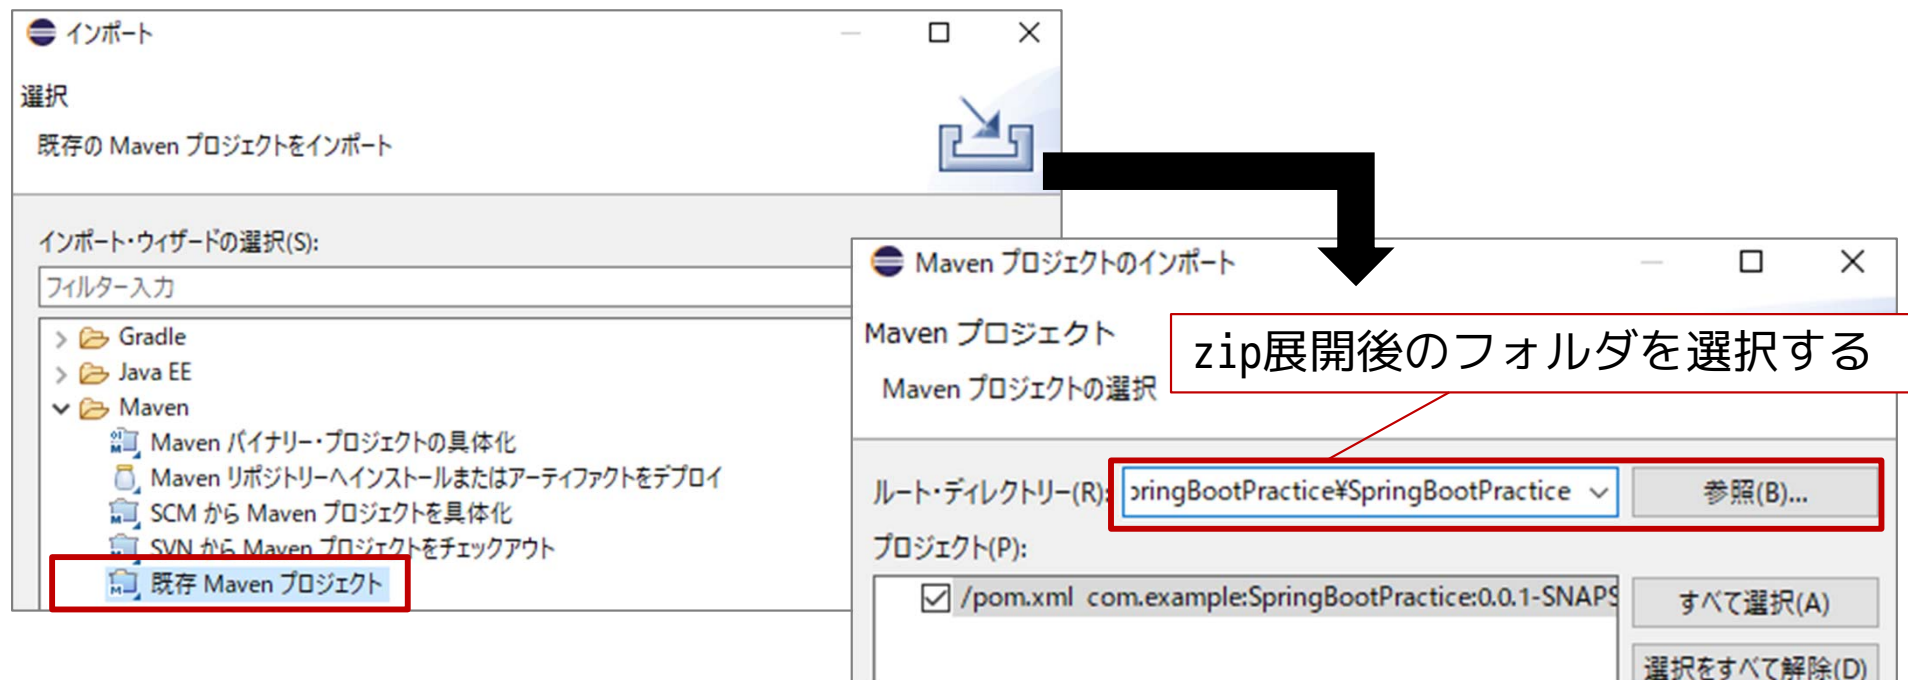 インポート
選択
既存の Maven プロジェクトをインポート
インポート・ウィザードの選択(S):
フィルター入力
Gradle
Java EE
Maven
Maven バイナリー・プロジェクトの具体化
Maven リポジトリーへインストールまたはアーティファクトをデプロイ
SCM から Maven プロジェクトを具体化
SVN から Maven プロジェクトをチェックアウト
既存 Maven プロジェクト
Maven プロジェクトのインポート
Maven プロジェクト
zip展開後のフォルダを選択する
Maven プロジェクトの選択
ルート・ディレクトリー(R): pringBootPractice¥SpringBootPractice 参照(B)...
プロジェクト(P):
/pom.xml com.example:SpringBootPractice:0.0.1-SNAPS すべて選択(A)
選択をすべて解除(D)